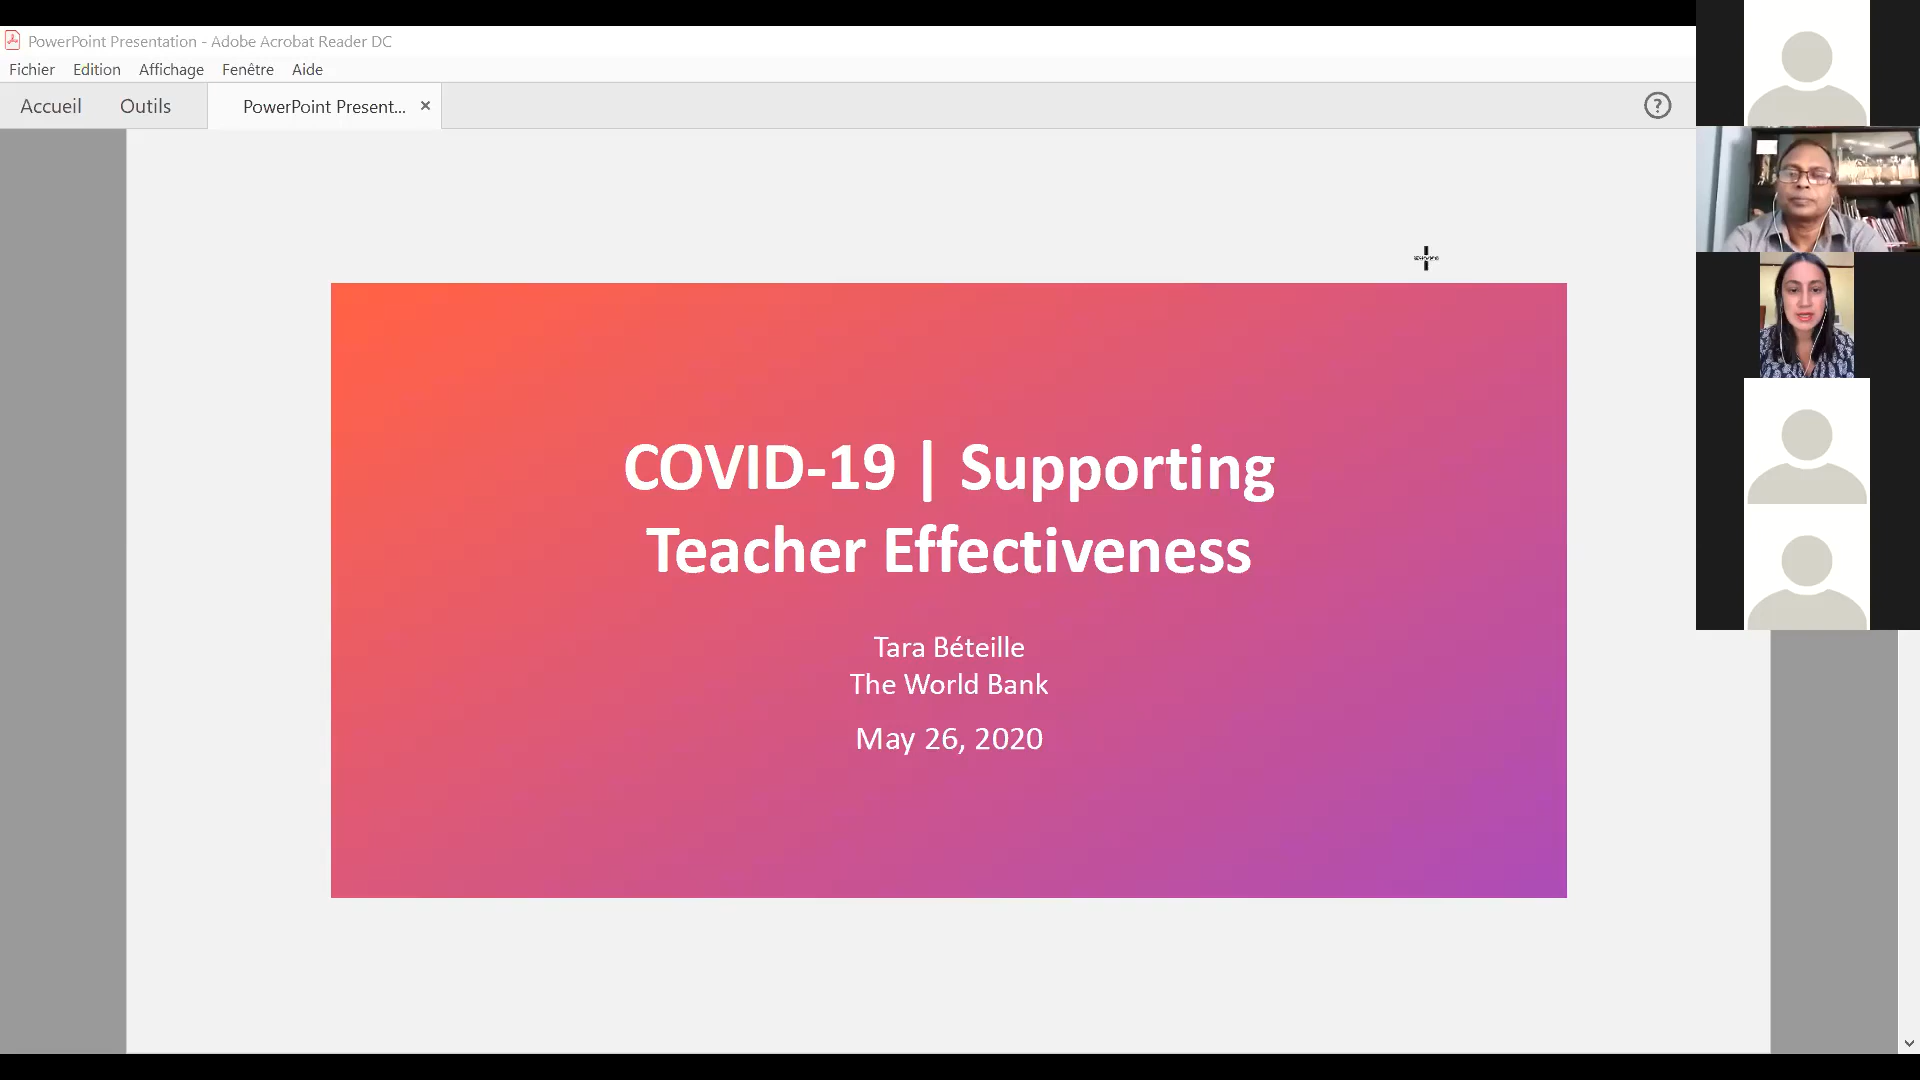 PowerPoint Presentation - Adobe Acrobat Reader DC
Fichier Edition Affichage Fenêtre Aide
Accueil Outils PowerPoint Present... × ?
COVID-19 | Supporting
Teacher Effectiveness
Tara Béteille
The World Bank
May 26, 2020